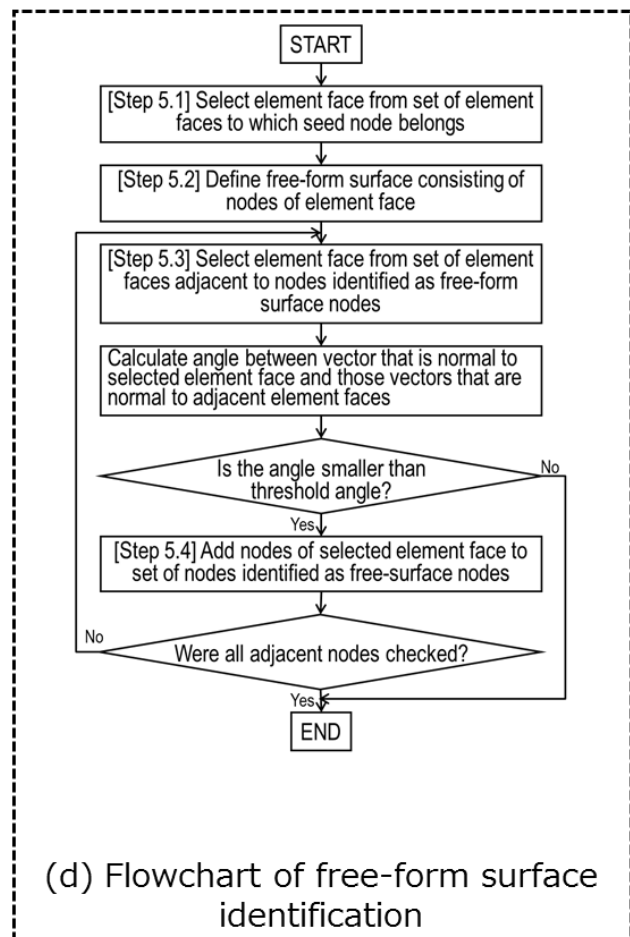 START
[Step 5.1] Select element face from set of element
faces to which seed node belongs
[Step 5.2] Define free-form surface consisting of
nodes of element face
[Step 5.3] Select element face from set of element
faces adjacent to nodes identified as free-form
surface nodes
Calculate angle between vector that is normal to
selected element face and those vectors that are
normal to adjacent element faces
Is the angle smaller than
threshold angle?
No
Yes
[Step 5.4] Add nodes of selected element face to
set of nodes identified as free-surface nodes
No
Were all adjacent nodes checked?
Yes
END
(d) Flowchart of free-form surface
identification